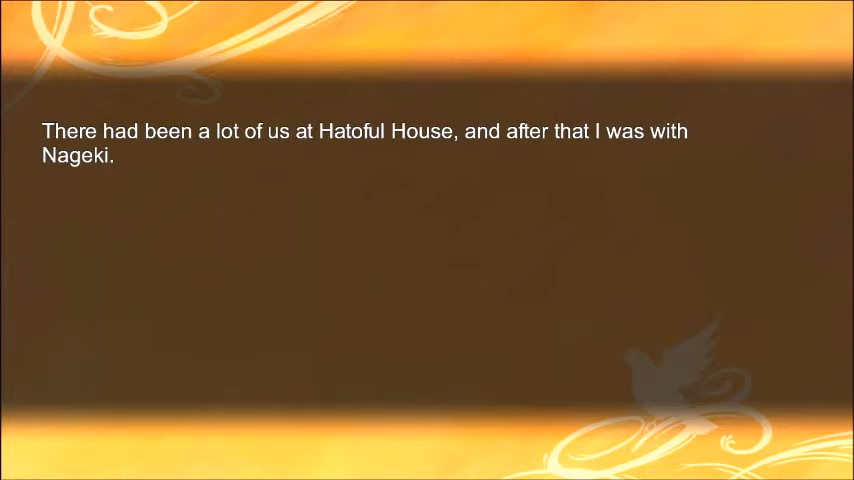 There had been a lot of us at Hatoful House, and after that I was with
Nageki.